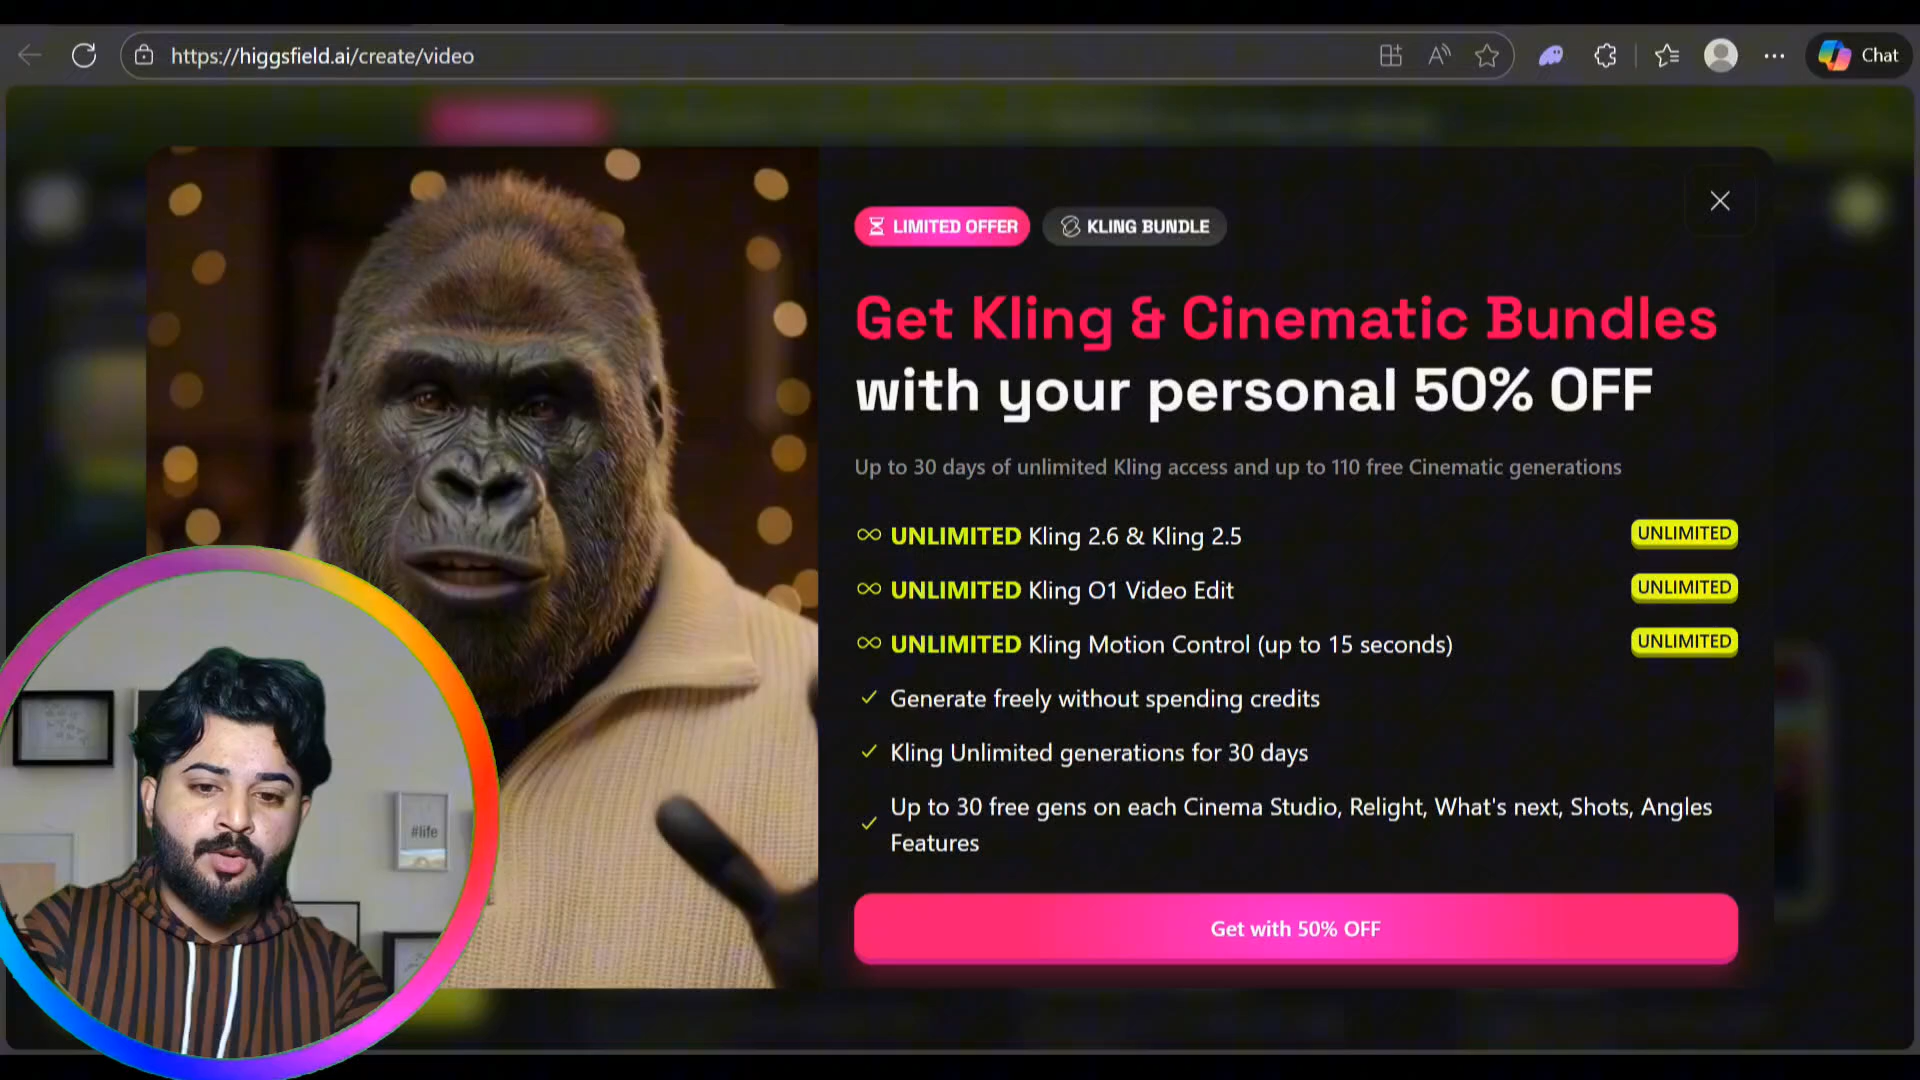 https://higgsfield.ai/create/video
Chat
LIMITED OFFER
KLING BUNDLE
Get Kling & Cinematic Bundles
with your personal 50% OFF
Up to 30 days of unlimited Kling access and up to 110 free Cinematic generations
UNLIMITED Kling 2.6 & Kling 2.5
UNLIMITED
UNLIMITED Kling O1 Video Edit
UNLIMITED
UNLIMITED Kling Motion Control (up to 15 seconds)
UNLIMITED
Generate freely without spending credits
Kling Unlimited generations for 30 days
Up to 30 free gens on each Cinema Studio, Relight, What's next, Shots, Angles
Features
Get with 50% OFF
#life